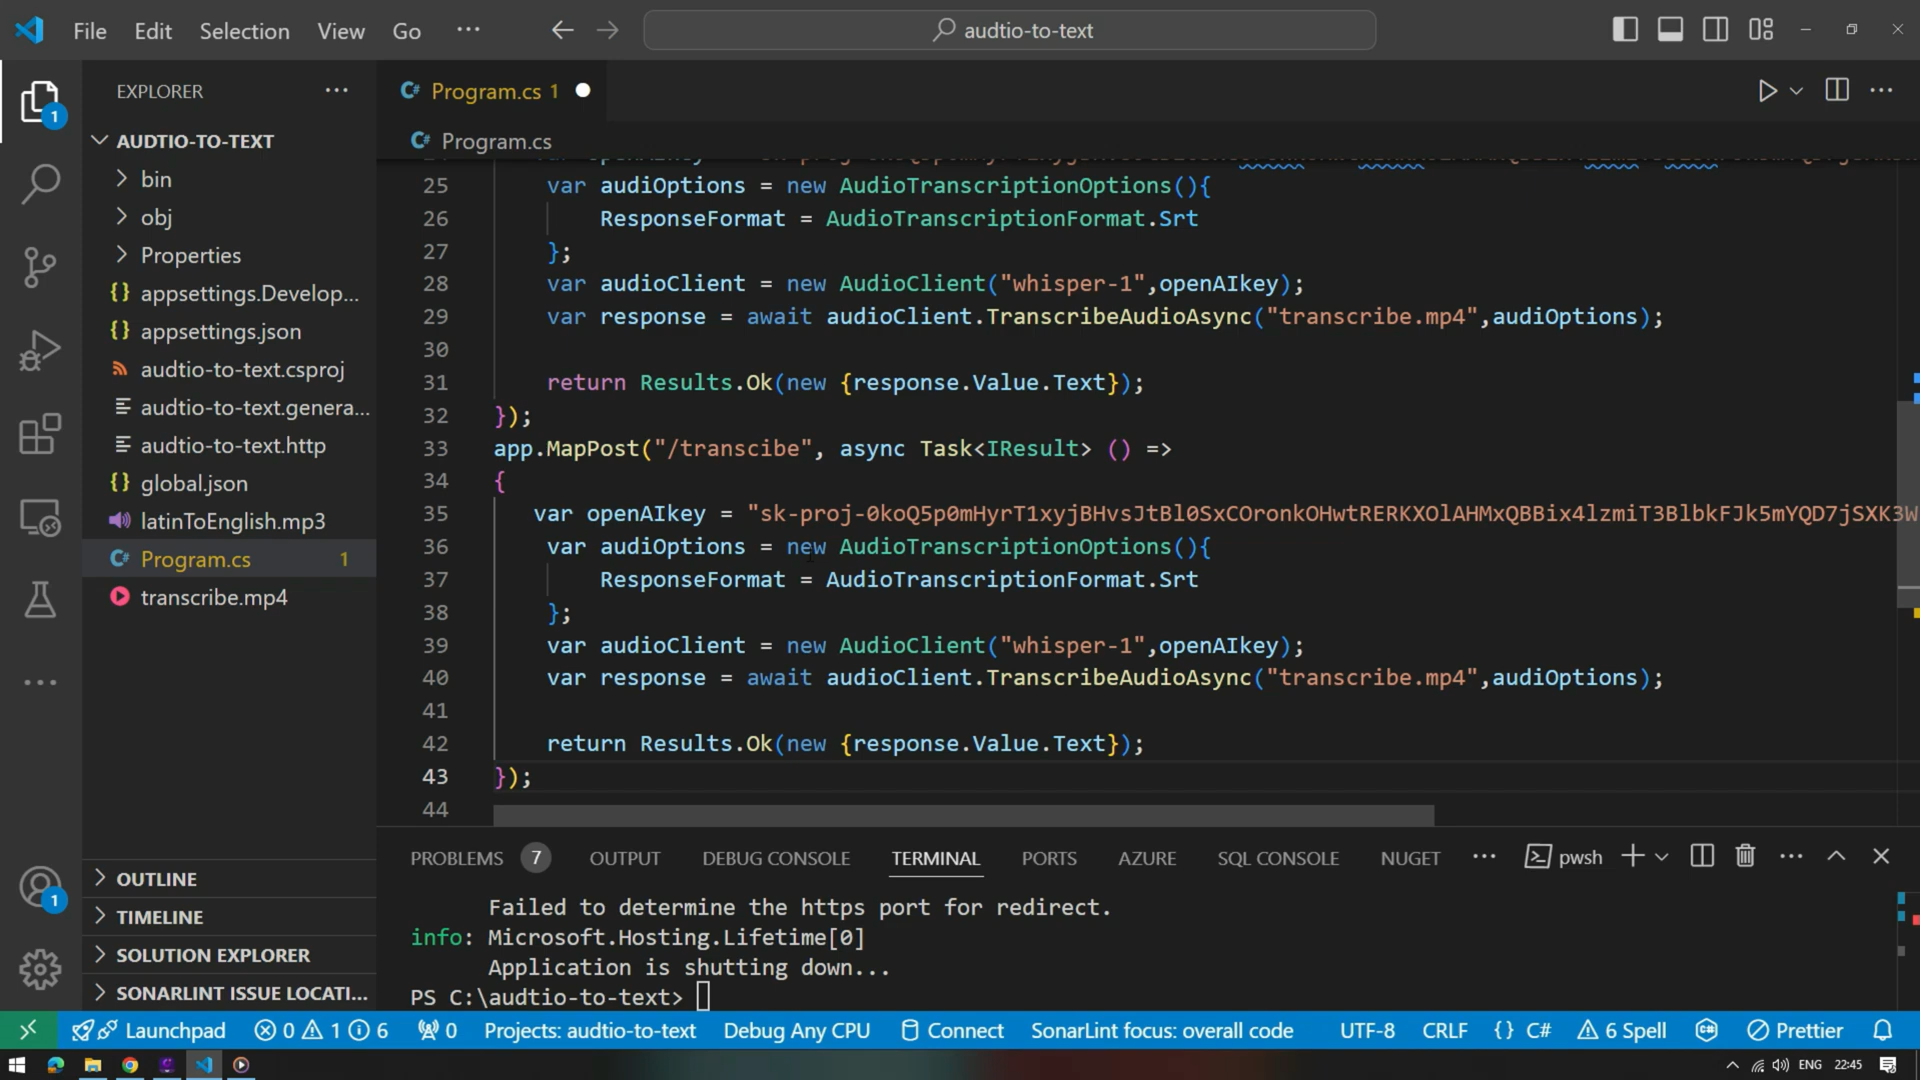 File Edit Selection View Go ··· audtio-to-text
EXPLORER ···
AUDTIO-TO-TEXT
bin
obj
Properties
{} appsettings.Develop...
{} appsettings.json
audtio-to-text.csproj
audtio-to-text.genera...
audtio-to-text.http
{} global.json
latinToEnglish.mp3
C# Program.cs 1
transcribe.mp4
OUTLINE
TIMELINE
SOLUTION EXPLORER
SONARLINT ISSUE LOCATI...
1
1
C# Program.cs 1
C# Program.cs
25 var audiOptions = new AudioTranscriptionOptions(){
26 ResponseFormat = AudioTranscriptionFormat.Srt
27 };
28 var audioClient = new AudioClient("whisper-1",openAIkey);
29 var response = await audioClient.TranscribeAudioAsync("transcribe.mp4",audiOptions);
30
31 return Results.Ok(new {response.Value.Text});
32 });
33 app.MapPost("/transcibe", async Task<IResult> () =>
34 {
35 var openAIkey = "
36 var audiOptions = new AudioTranscriptionOptions(){
37 ResponseFormat = AudioTranscriptionFormat.Srt
38 };
39 var audioClient = new AudioClient("whisper-1",openAIkey);
40 var response = await audioClient.TranscribeAudioAsync("transcribe.mp4",audiOptions);
41
42 return Results.Ok(new {response.Value.Text});
43 });
44
PROBLEMS 7 OUTPUT DEBUG CONSOLE TERMINAL PORTS AZURE SQL CONSOLE NUGET ··· pwsh
Failed to determine the https port for redirect.
info: Microsoft.Hosting.Lifetime[0]
Application is shutting down...
PS C:\audtio-to-text>
Launchpad 0 1 6 0 Projects: audtio-to-text Debug Any CPU Connect SonarLint focus: overall code UTF-8 CRLF {} C# 6 Spell Prettier
ENG 22:45